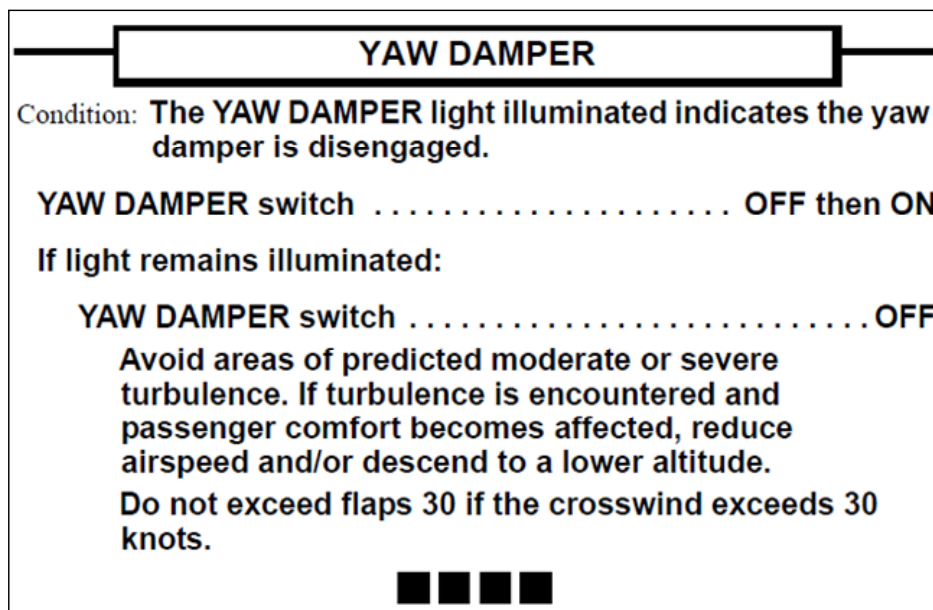 YAW DAMPER
Condition: The YAW DAMPER light illuminated indicates the yaw
damper is disengaged.
YAW DAMPER switch . . . . . . . . . . . . . . . . . . . . . OFF then ON
If light remains illuminated:
YAW DAMPER switch . . . . . . . . . . . . . . . . . . . . . . . . . . . OFF
Avoid areas of predicted moderate or severe
turbulence. If turbulence is encountered and
passenger comfort becomes affected, reduce
airspeed and/or descend to a lower altitude.
Do not exceed flaps 30 if the crosswind exceeds 30
knots.